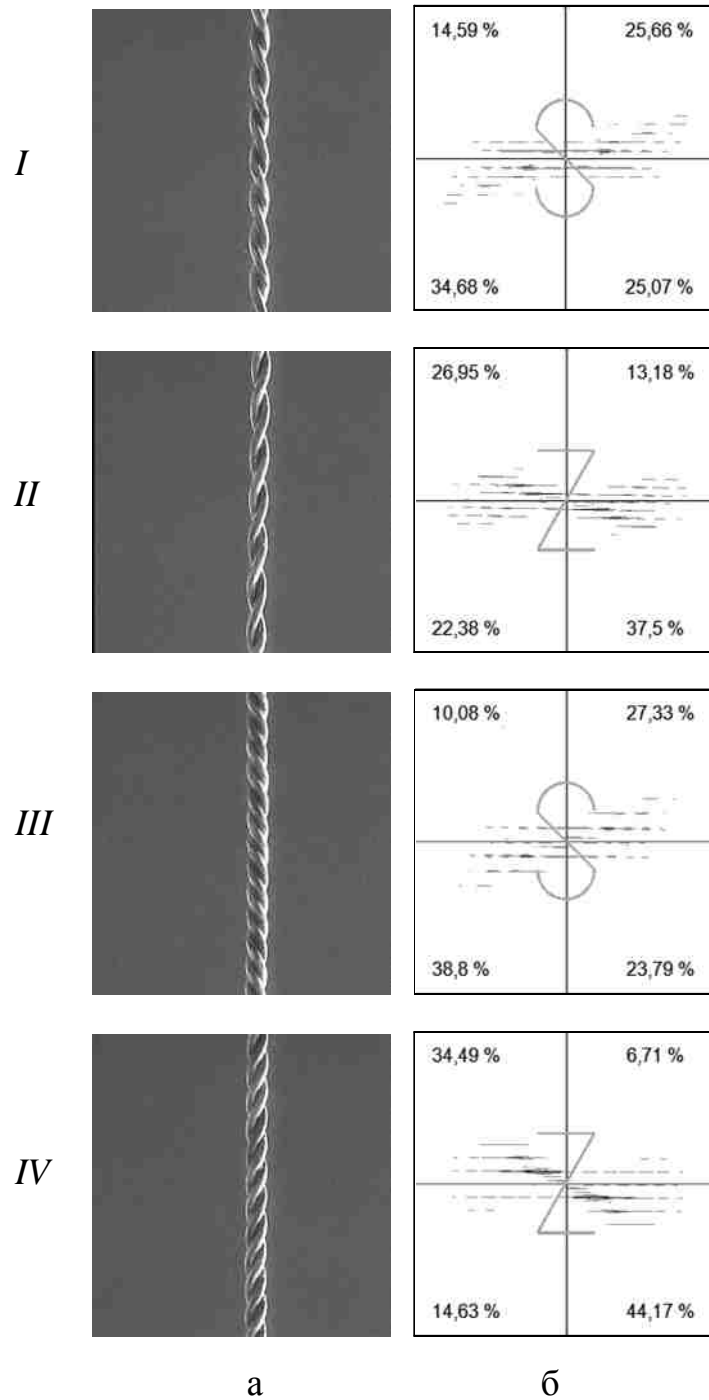 14,59 % 25,66 %
I
34,68 % 25,07 %
26,95 % 13,18 %
II
22,38 % 37,5 %
10,08 % 27,33 %
III
38,8 % 23,79 %
34,49 % 6,71 %
IV
14,63 % 44,17 %
а б